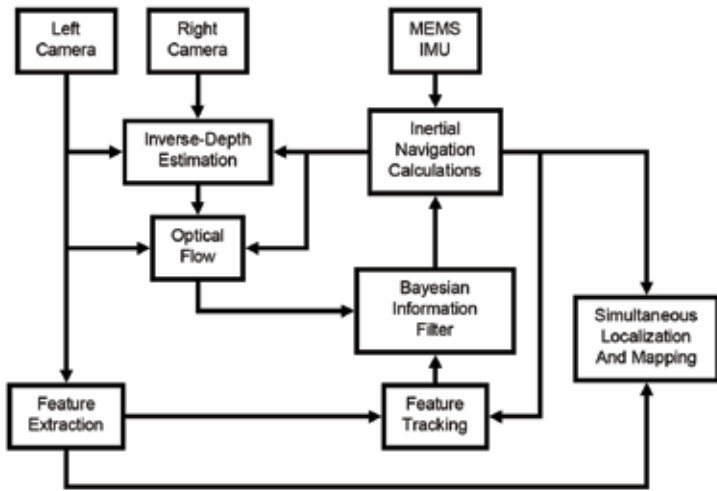 Left
Camera
Right
Camera
MEMS
IMU
Inverse-Depth
Estimation
Inertial
Navigation
Calculations
Optical
Flow
Bayesian
Information
Filter
Simultaneous
Localization
And Mapping
Feature
Extraction
Feature
Tracking